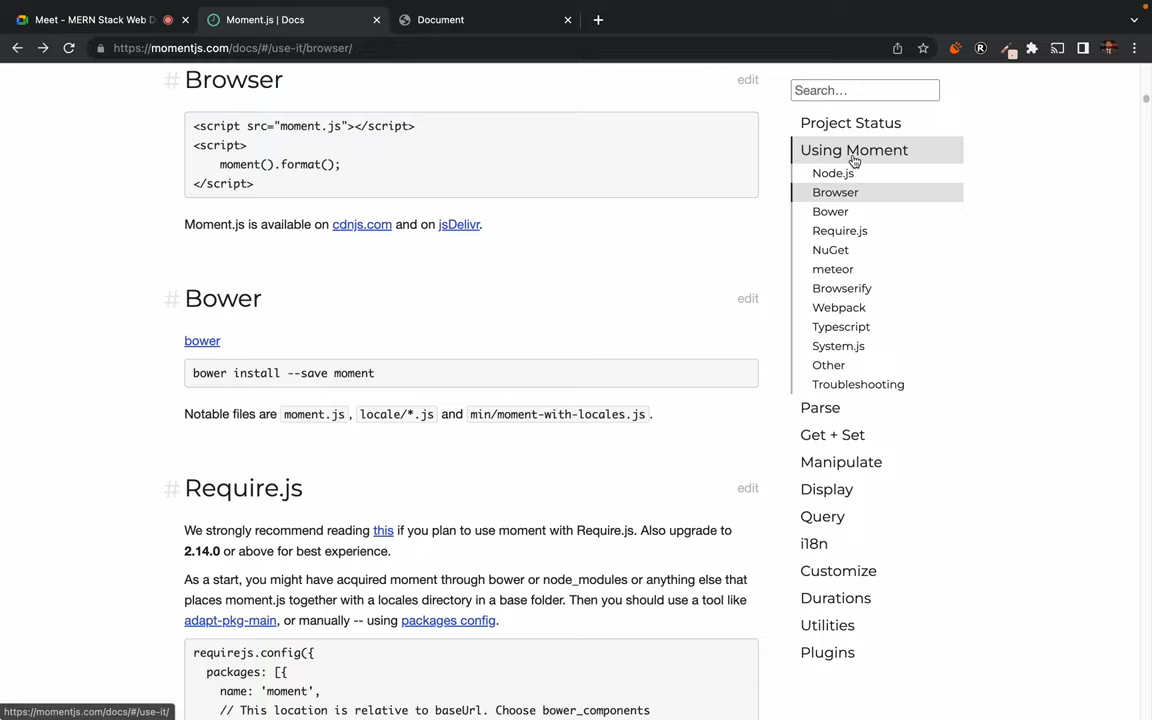 Meet - MERN Stack Web D
Moment.js | Docs
Document
https://momentjs.com/docs/#/use-it/browser/
# Browser
edit
<script src="moment.js"></script>
<script>
    moment().format();
</script>
Moment.js is available on cdnjs.com and on jsDelivr.
# Bower
edit
bower
bower install --save moment
Notable files are moment.js, locale/*.js and min/moment-with-locales.js.
# Require.js
edit
We strongly recommend reading this if you plan to use moment with Require.js. Also upgrade to
2.14.0 or above for best experience.
As a start, you might have acquired moment through bower or node_modules or anything else that
places moment.js together with a locales directory in a base folder. Then you should use a tool like
adapt-pkg-main, or manually -- using packages config.
requirejs.config({
  packages: [{
    name: 'moment',
    // This location is relative to baseUrl. Choose bower_components
Search…
Project Status
Using Moment
Node.js
Browser
Bower
Require.js
NuGet
meteor
Browserify
Webpack
Typescript
System.js
Other
Troubleshooting
Parse
Get + Set
Manipulate
Display
Query
i18n
Customize
Durations
Utilities
Plugins
https://momentjs.com/docs/#/use-it/